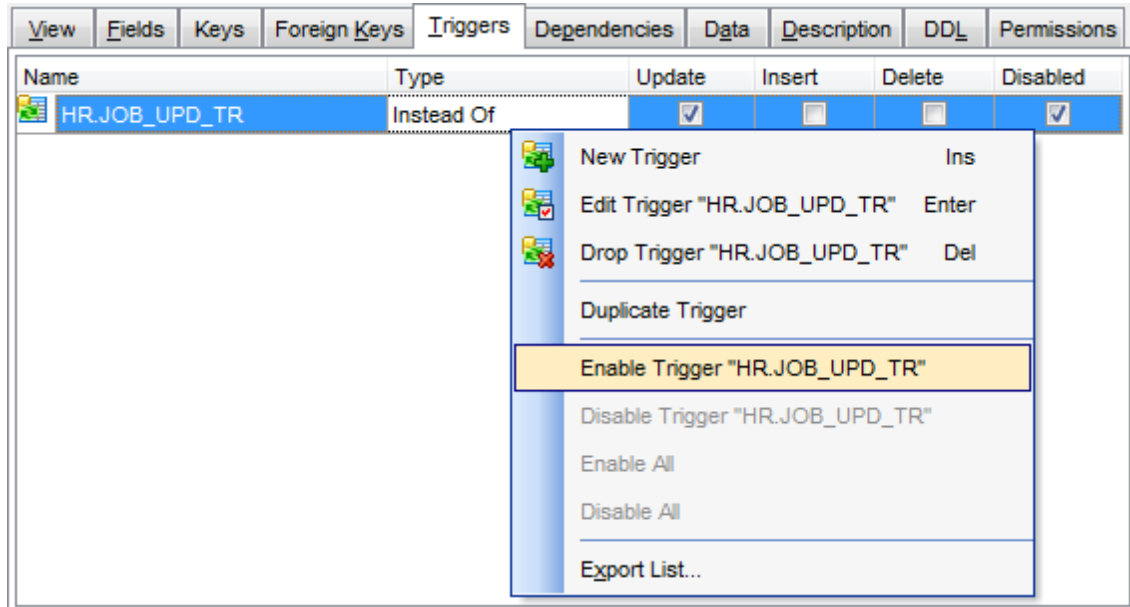 View Fields Keys Foreign Keys Triggers Dependencies Data Description DDL Permissions
Name Type Update Insert Delete Disabled
HR.JOB_UPD_TR Instead Of
New Trigger Ins
Edit Trigger "HR.JOB_UPD_TR" Enter
Drop Trigger "HR.JOB_UPD_TR" Del
Duplicate Trigger
Enable Trigger "HR.JOB_UPD_TR"
Disable Trigger "HR.JOB_UPD_TR"
Enable All
Disable All
Export List...